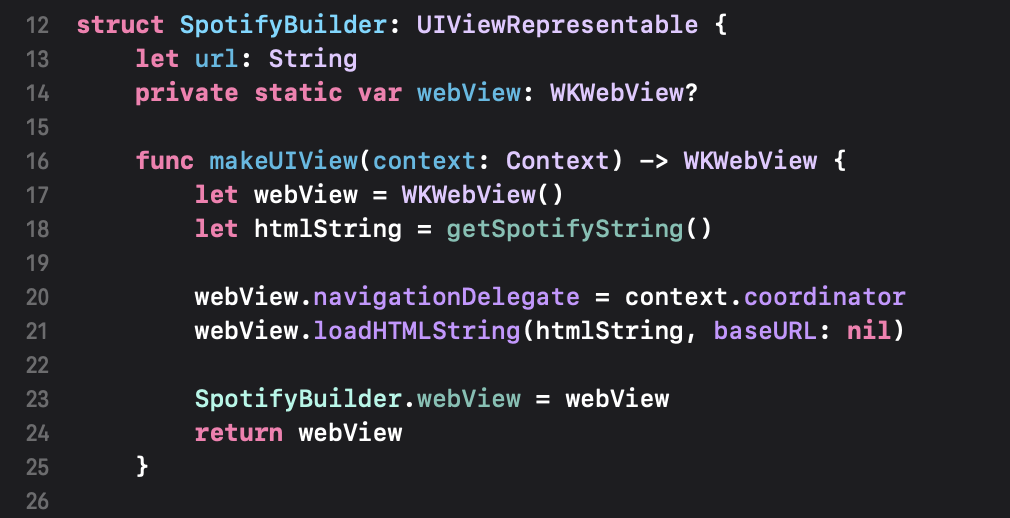 12 struct SpotifyBuilder: UIViewRepresentable {
13     let url: String
14     private static var webView: WKWebView?
15
16     func makeUIView(context: Context) -> WKWebView {
17         let webView = WKWebView()
18         let htmlString = getSpotifyString()
19
20         webView.navigationDelegate = context.coordinator
21         webView.loadHTMLString(htmlString, baseURL: nil)
22
23         SpotifyBuilder.webView = webView
24         return webView
25     }
26